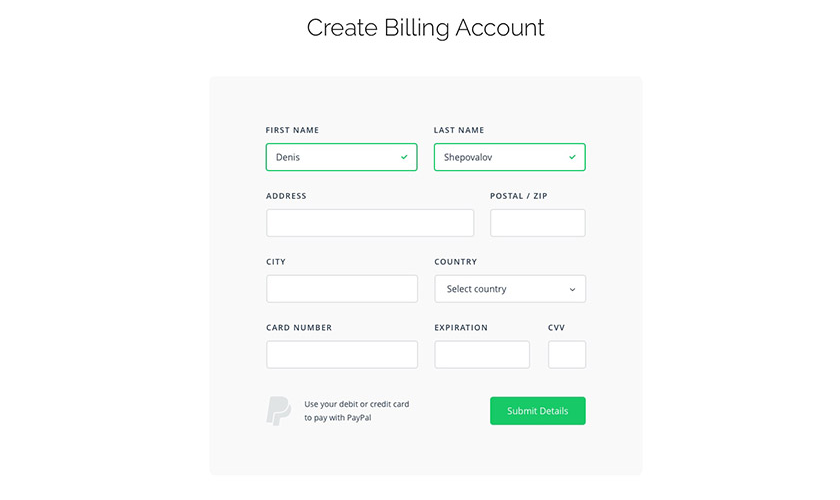 Create Billing Account
FIRST NAME LAST NAME
Denis Shepovalov
ADDRESS POSTAL / ZIP
CITY COUNTRY
Select country
CARD NUMBER EXPIRATION CVV
Use your debit or credit card
to pay with PayPal
Submit Details